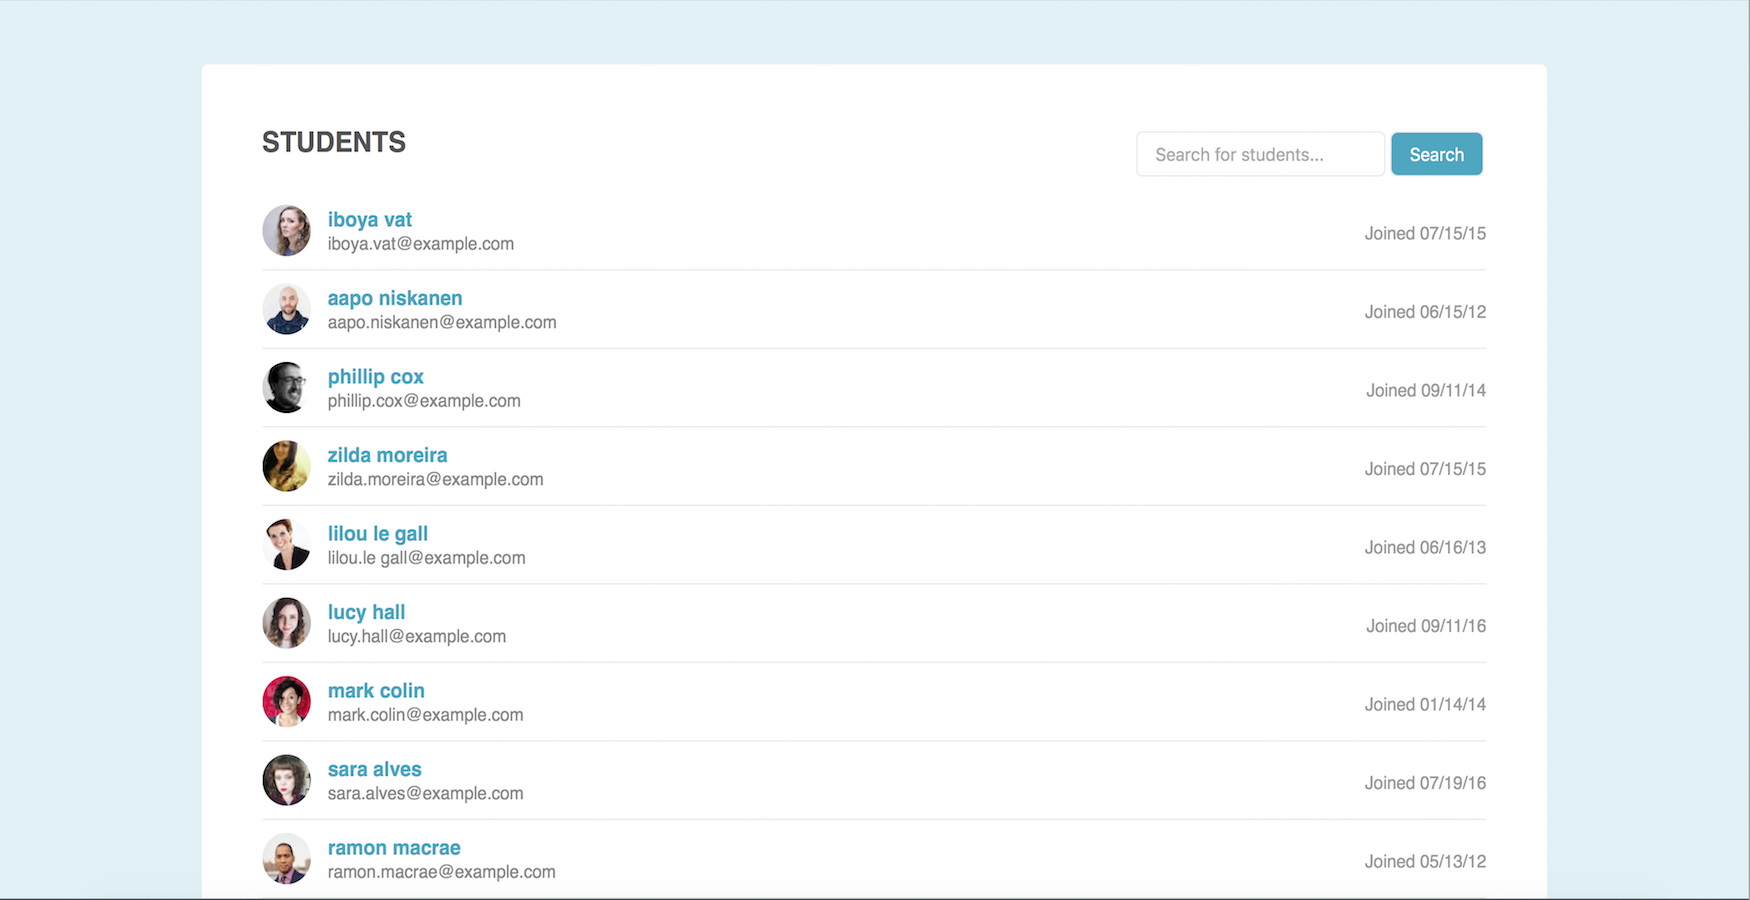 STUDENTS
Search for students...
Search
iboya vat
iboya.vat@example.com
Joined 07/15/15
aapo niskanen
aapo.niskanen@example.com
Joined 06/15/12
phillip cox
phillip.cox@example.com
Joined 09/11/14
zilda moreira
zilda.moreira@example.com
Joined 07/15/15
lilou le gall
lilou.le gall@example.com
Joined 06/16/13
lucy hall
lucy.hall@example.com
Joined 09/11/16
mark colin
mark.colin@example.com
Joined 01/14/14
sara alves
sara.alves@example.com
Joined 07/19/16
ramon macrae
ramon.macrae@example.com
Joined 05/13/12